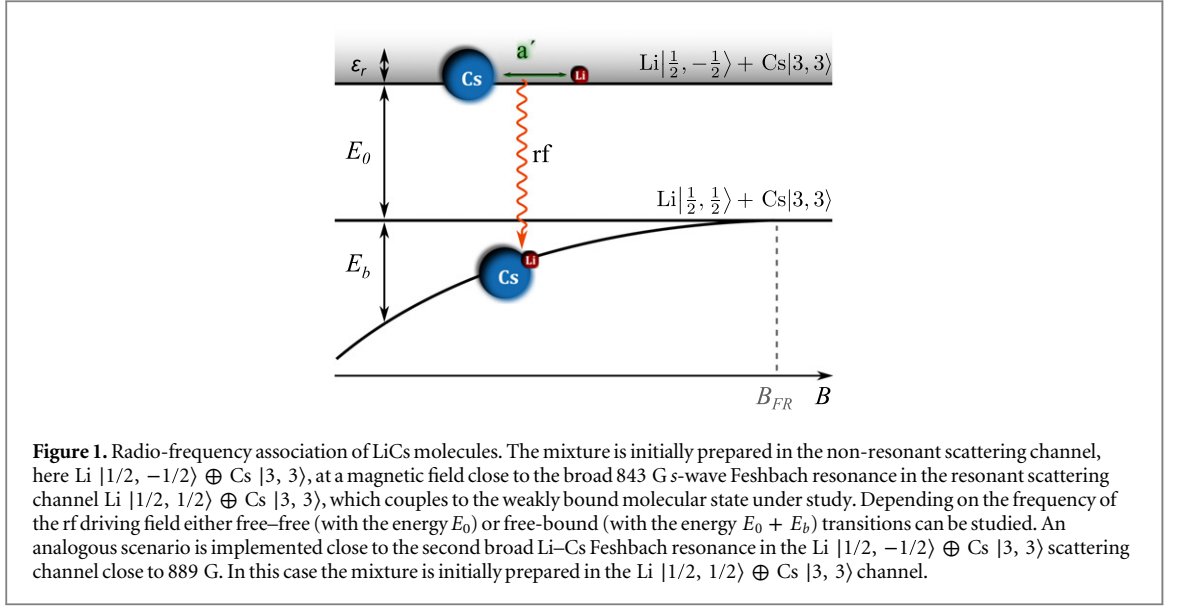 a´
εr
Cs
Li
Li|1/2, −1/2⟩ + Cs|3, 3⟩
E0
rf
Li|1/2, 1/2⟩ + Cs|3, 3⟩
Eb
Li
Cs
BFR
B
Figure 1. Radio-frequency association of LiCs molecules. The mixture is initially prepared in the non-resonant scattering channel,
here Li |1/2, −1/2⟩ ⊕ Cs |3, 3⟩, at a magnetic field close to the broad 843 G s-wave Feshbach resonance in the resonant scattering
channel Li |1/2, 1/2⟩ ⊕ Cs |3, 3⟩, which couples to the weakly bound molecular state under study. Depending on the frequency of
the rf driving field either free–free (with the energy E0) or free-bound (with the energy E0 + Eb) transitions can be studied. An
analogous scenario is implemented close to the second broad Li–Cs Feshbach resonance in the Li |1/2, −1/2⟩ ⊕ Cs |3, 3⟩ scattering
channel close to 889 G. In this case the mixture is initially prepared in the Li |1/2, 1/2⟩ ⊕ Cs |3, 3⟩ channel.